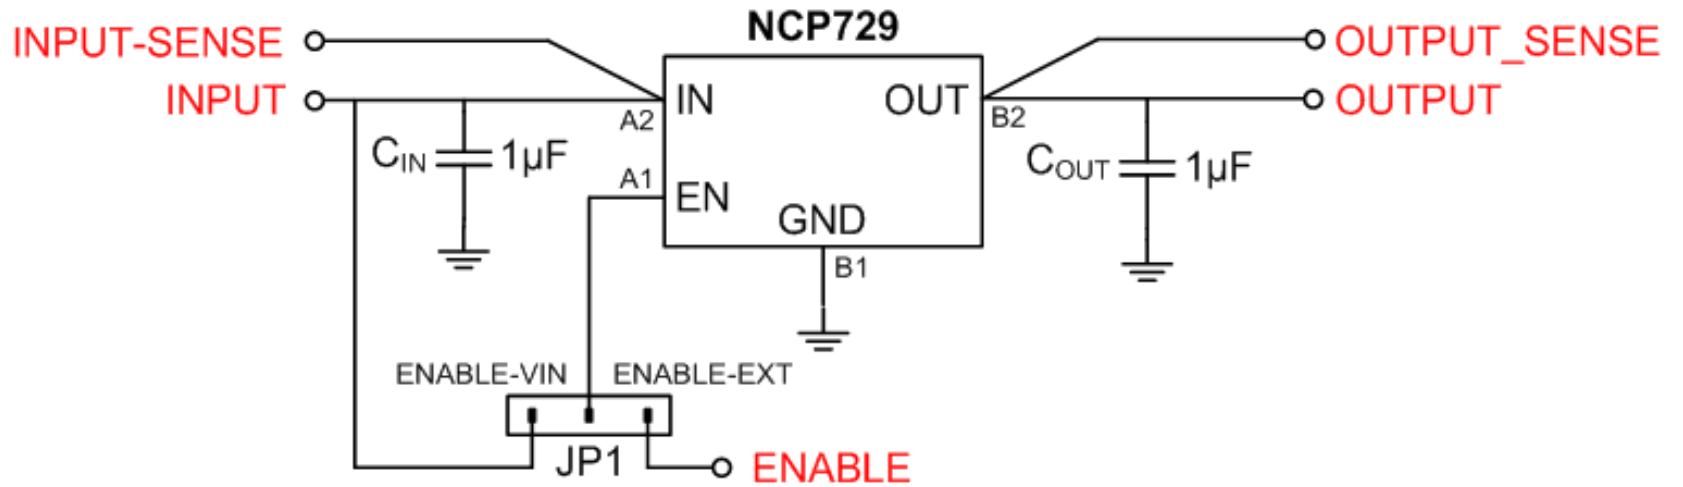 NCP729
INPUT-SENSE
OUTPUT_SENSE
INPUT
IN
OUT
OUTPUT
A2
B2
CIN
1µF
COUT
1µF
A1
EN
GND
B1
ENABLE-VIN
ENABLE-EXT
JP1
ENABLE